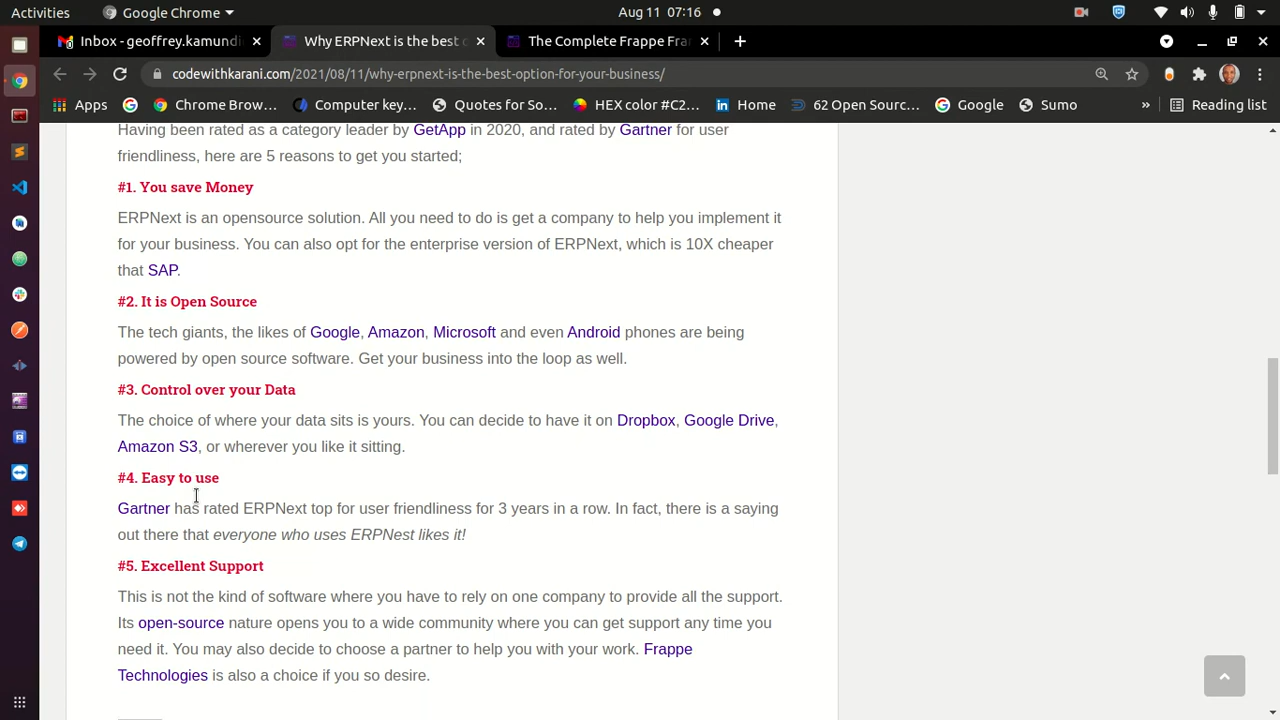 Activities
Google Chrome
Aug 11 07:16
Inbox - geoffrey.kamundi
Why ERPNext is the best
The Complete Frappe Fra
codewithkarani.com/2021/08/11/why-erpnext-is-the-best-option-for-your-business/
Apps
Chrome Brow...
Computer key...
Quotes for So...
HEX color #C2...
Home
62 Open Sourc...
Google
Sumo
»
Reading list
Having been rated as a category leader by GetApp in 2020, and rated by Gartner for user
friendliness, here are 5 reasons to get you started;
#1. You save Money
ERPNext is an opensource solution. All you need to do is get a company to help you implement it
for your business. You can also opt for the enterprise version of ERPNext, which is 10X cheaper
that SAP.
#2. It is Open Source
The tech giants, the likes of Google, Amazon, Microsoft and even Android phones are being
powered by open source software. Get your business into the loop as well.
#3. Control over your Data
The choice of where your data sits is yours. You can decide to have it on Dropbox, Google Drive,
Amazon S3, or wherever you like it sitting.
#4. Easy to use
Gartner has rated ERPNext top for user friendliness for 3 years in a row. In fact, there is a saying
out there that everyone who uses ERPNest likes it!
#5. Excellent Support
This is not the kind of software where you have to rely on one company to provide all the support.
Its open-source nature opens you to a wide community where you can get support any time you
need it. You may also decide to choose a partner to help you with your work. Frappe
Technologies is also a choice if you so desire.